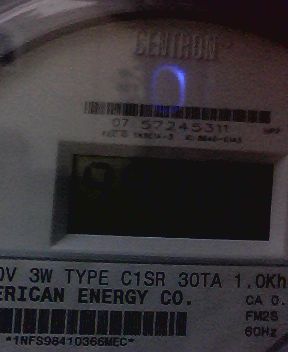 CENTRON
07 57245311
0V 3W TYPE C1SR 30TA 1.0Kh
ERICAN ENERGY CO.
CA 0.
FM2S
60Hz
*1NFS98410366MEC*